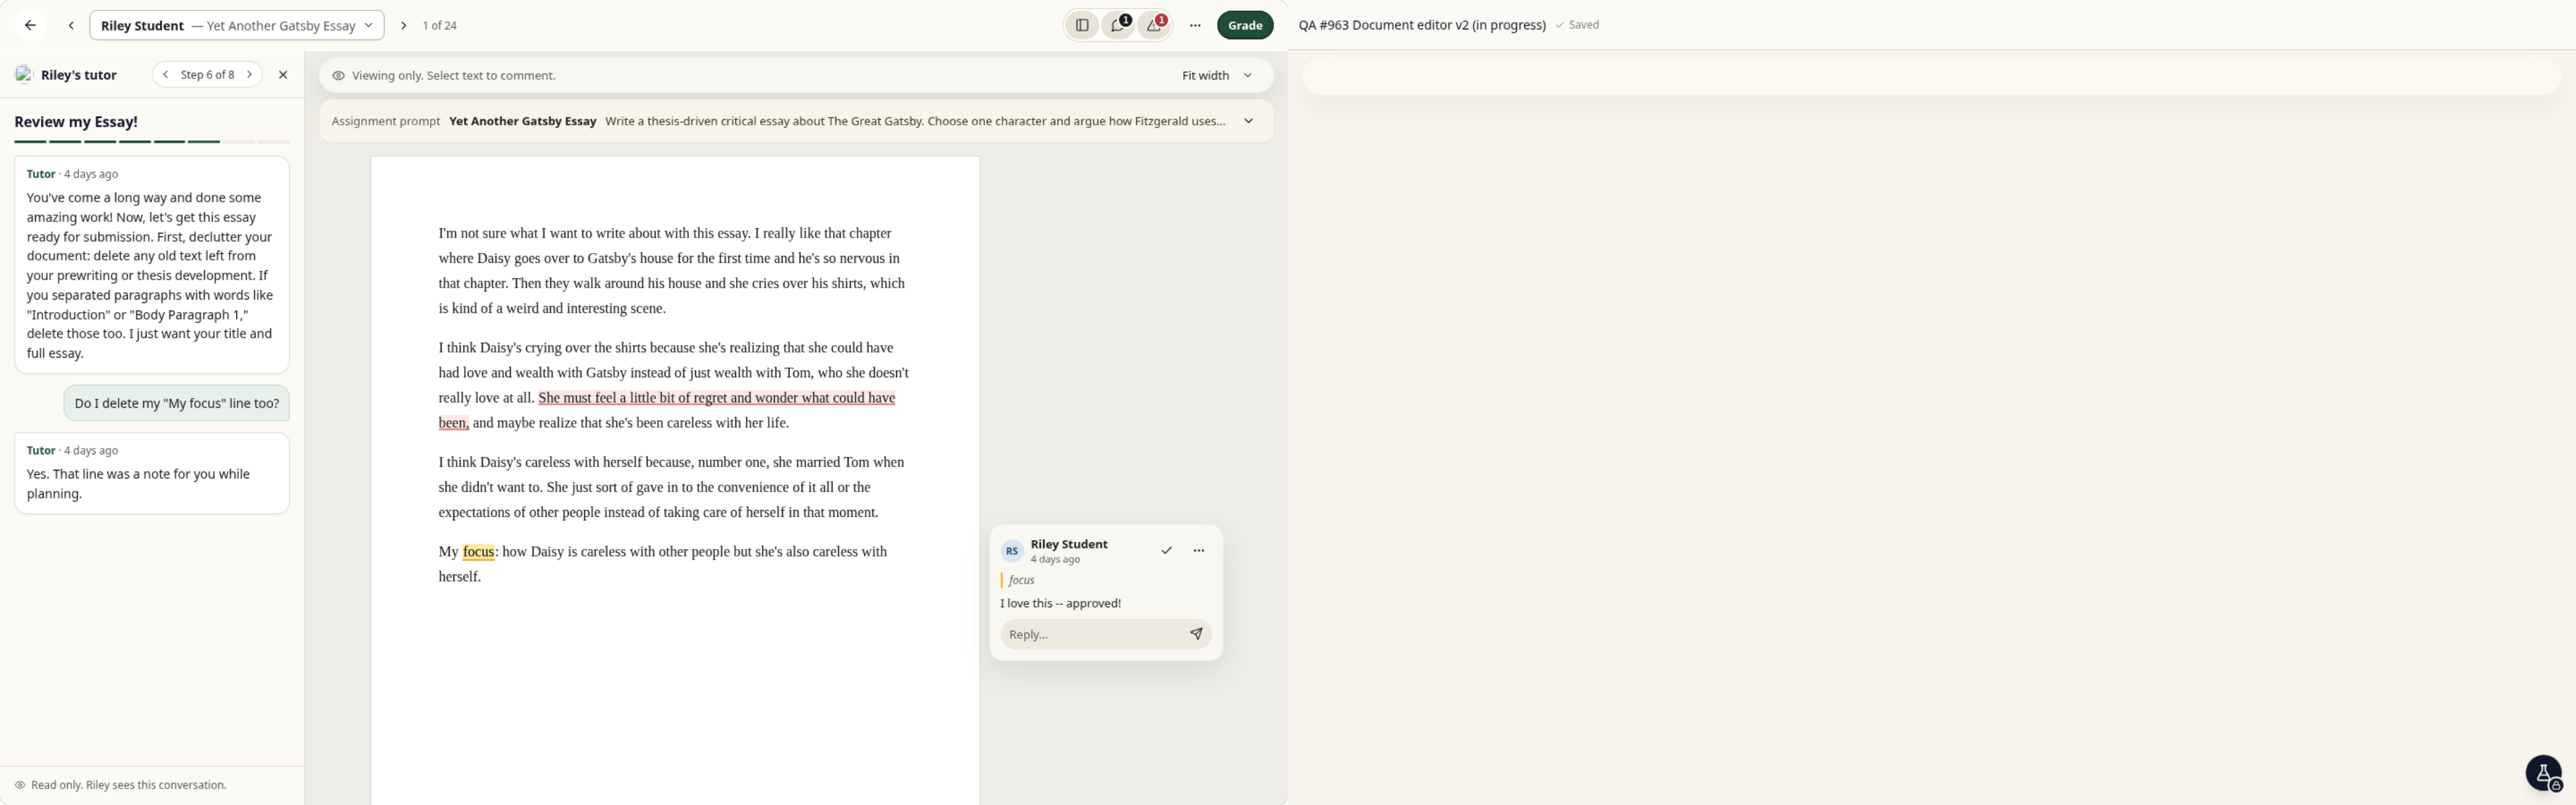 Riley Student — Yet Another Gatsby Essay
1 of 24
1
1
Grade
QA #963 Document editor v2 (in progress)
Saved
Riley's tutor
Step 6 of 8
Review my Essay!
Tutor · 4 days ago
You've come a long way and done some
amazing work! Now, let's get this essay
ready for submission. First, declutter your
document: delete any old text left from
your prewriting or thesis development. If
you separated paragraphs with words like
"Introduction" or "Body Paragraph 1,"
delete those too. I just want your title and
full essay.
Do I delete my "My focus" line too?
Tutor · 4 days ago
Yes. That line was a note for you while
planning.
Read only. Riley sees this conversation.
Viewing only. Select text to comment.
Fit width
Assignment prompt Yet Another Gatsby Essay Write a thesis-driven critical essay about The Great Gatsby. Choose one character and argue how Fitzgerald uses...
I'm not sure what I want to write about with this essay. I really like that chapter
where Daisy goes over to Gatsby's house for the first time and he's so nervous in
that chapter. Then they walk around his house and she cries over his shirts, which
is kind of a weird and interesting scene.
I think Daisy's crying over the shirts because she's realizing that she could have
had love and wealth with Gatsby instead of just wealth with Tom, who she doesn't
really love at all. She must feel a little bit of regret and wonder what could have
been, and maybe realize that she's been careless with her life.
I think Daisy's careless with herself because, number one, she married Tom when
she didn't want to. She just sort of gave in to the convenience of it all or the
expectations of other people instead of taking care of herself in that moment.
My focus: how Daisy is careless with other people but she's also careless with
herself.
RS
Riley Student
4 days ago
focus
I love this -- approved!
Reply...